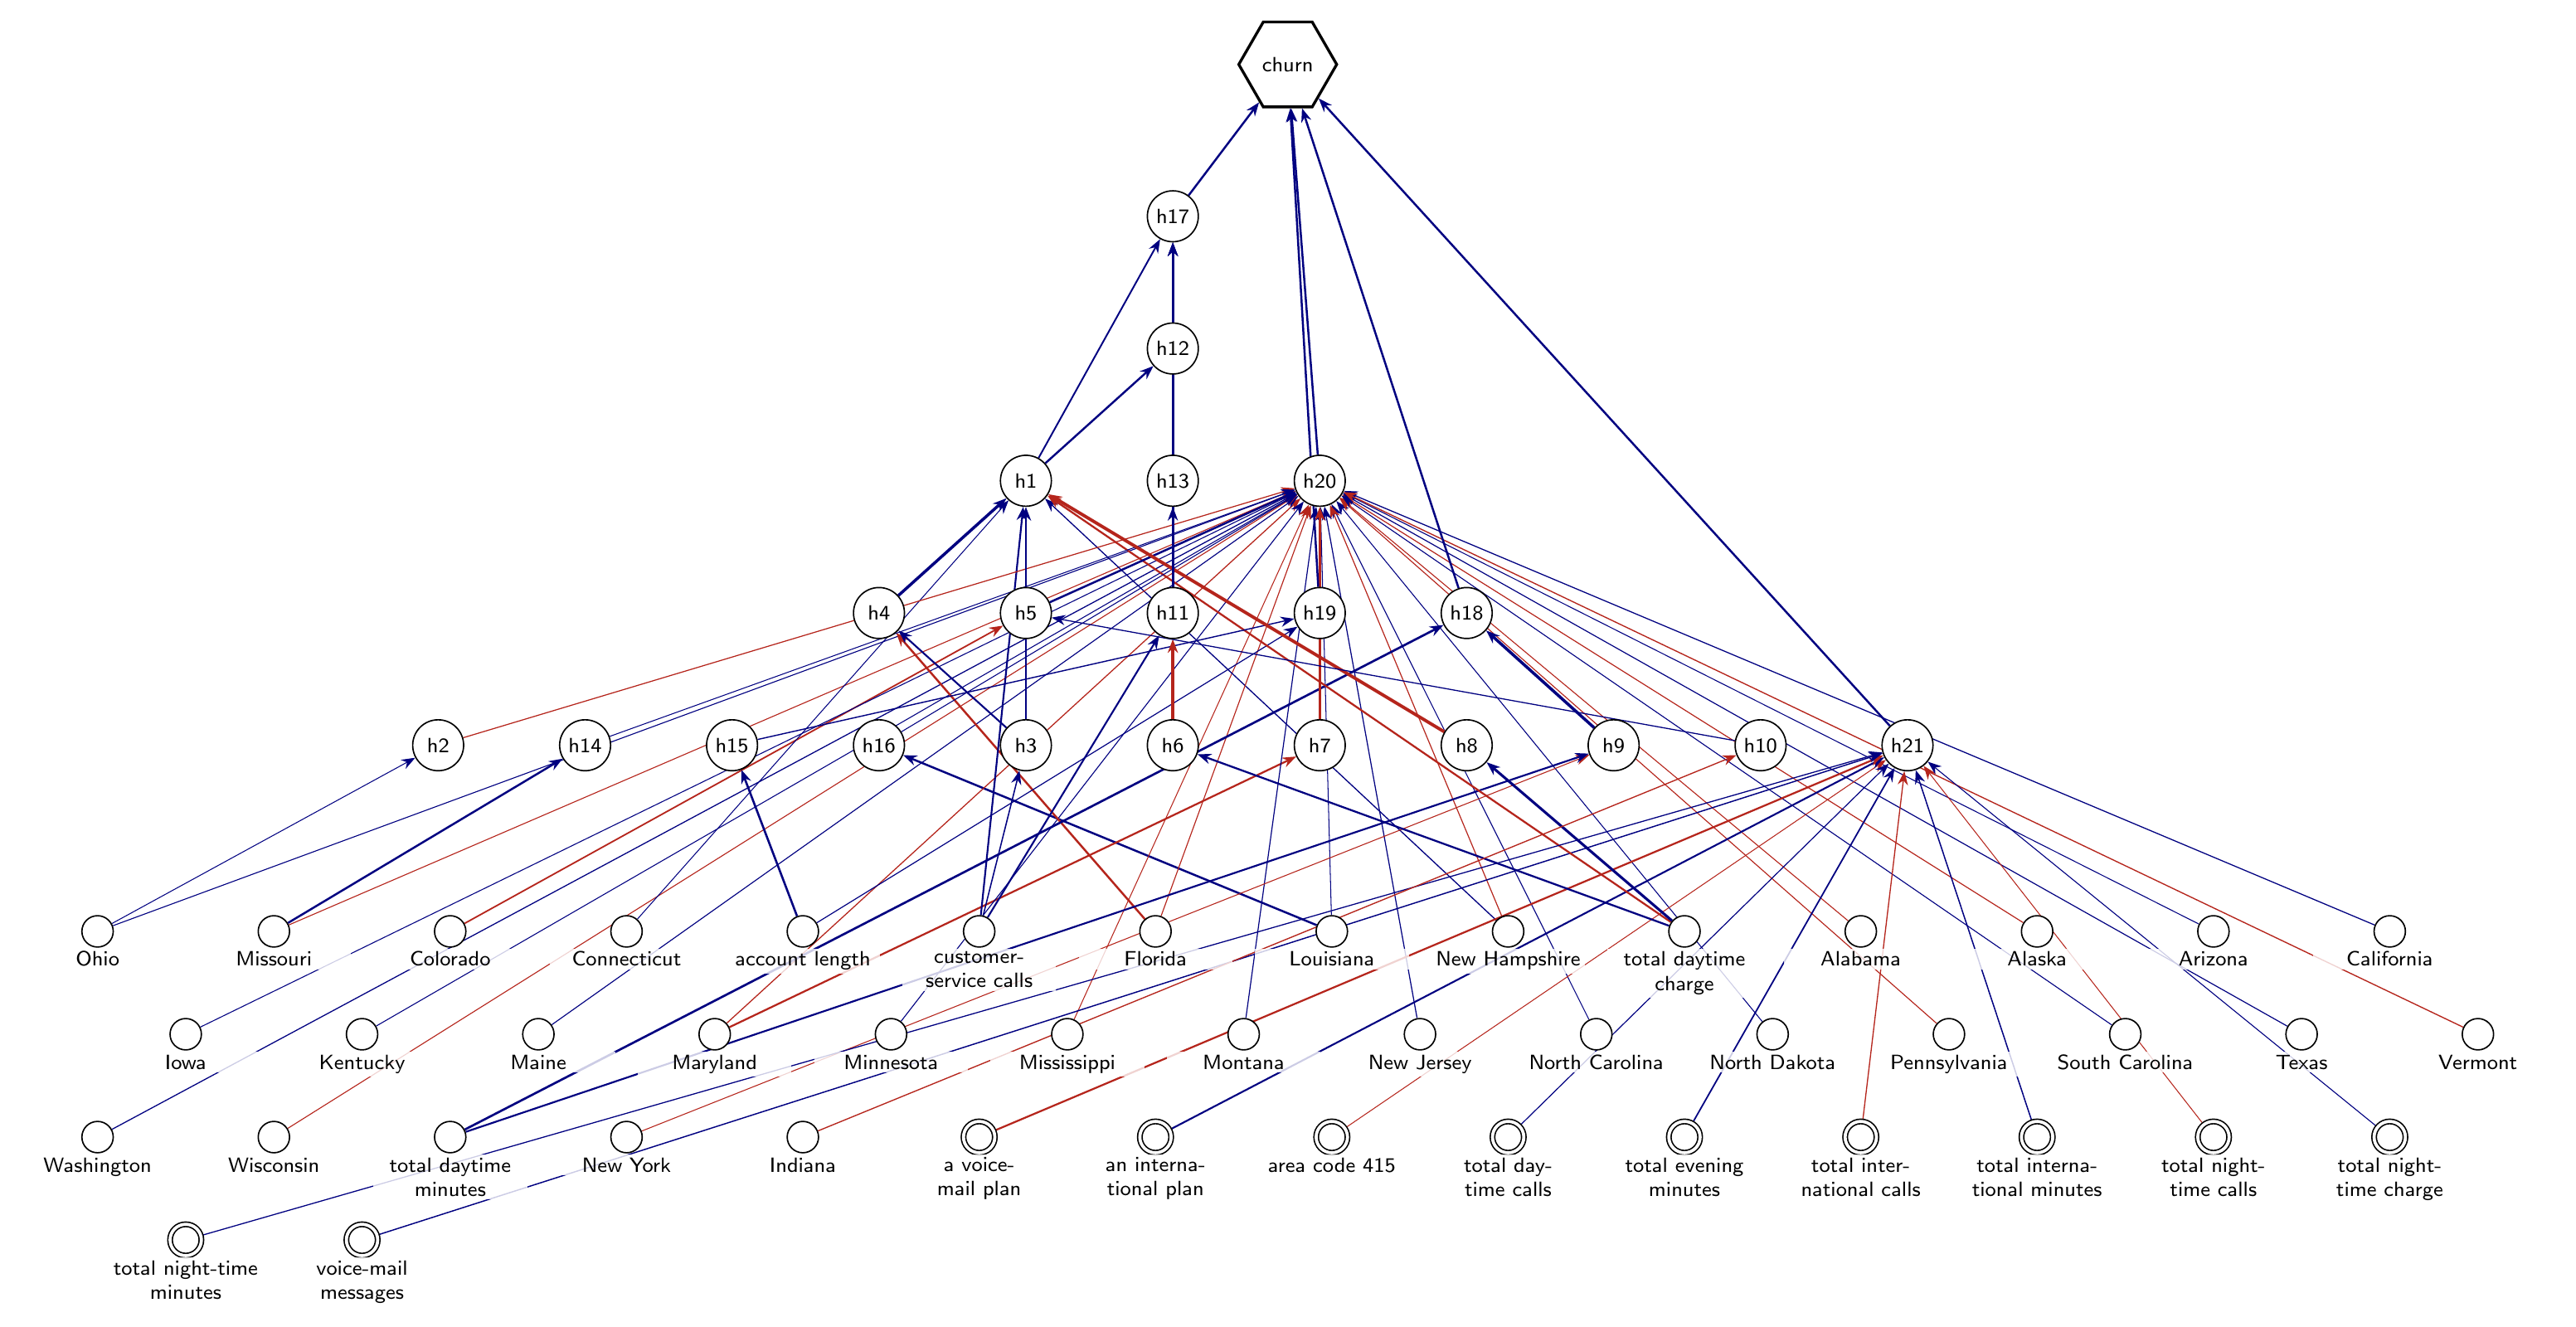 churn
h17
h12
h1
h13
h20
h4
h5
h11
h19
h18
h2
h14
h15
h16
h3
h6
h7
h8
h9
h10
h21
Ohio
Missouri
Colorado
Connecticut
account length
customer-
service calls
Florida
Louisiana
New Hampshire
total daytime
charge
Alabama
Alaska
Arizona
California
Iowa
Kentucky
Maine
Maryland
Minnesota
Mississippi
Montana
New Jersey
North Carolina
North Dakota
Pennsylvania
South Carolina
Texas
Vermont
Washington
Wisconsin
total daytime
minutes
New York
Indiana
a voice-
mail plan
an interna-
tional plan
area code 415
total day-
time calls
total evening
minutes
total inter-
national calls
total interna-
tional minutes
total night-
time calls
total night-
time charge
total night-time
minutes
voice-mail
messages